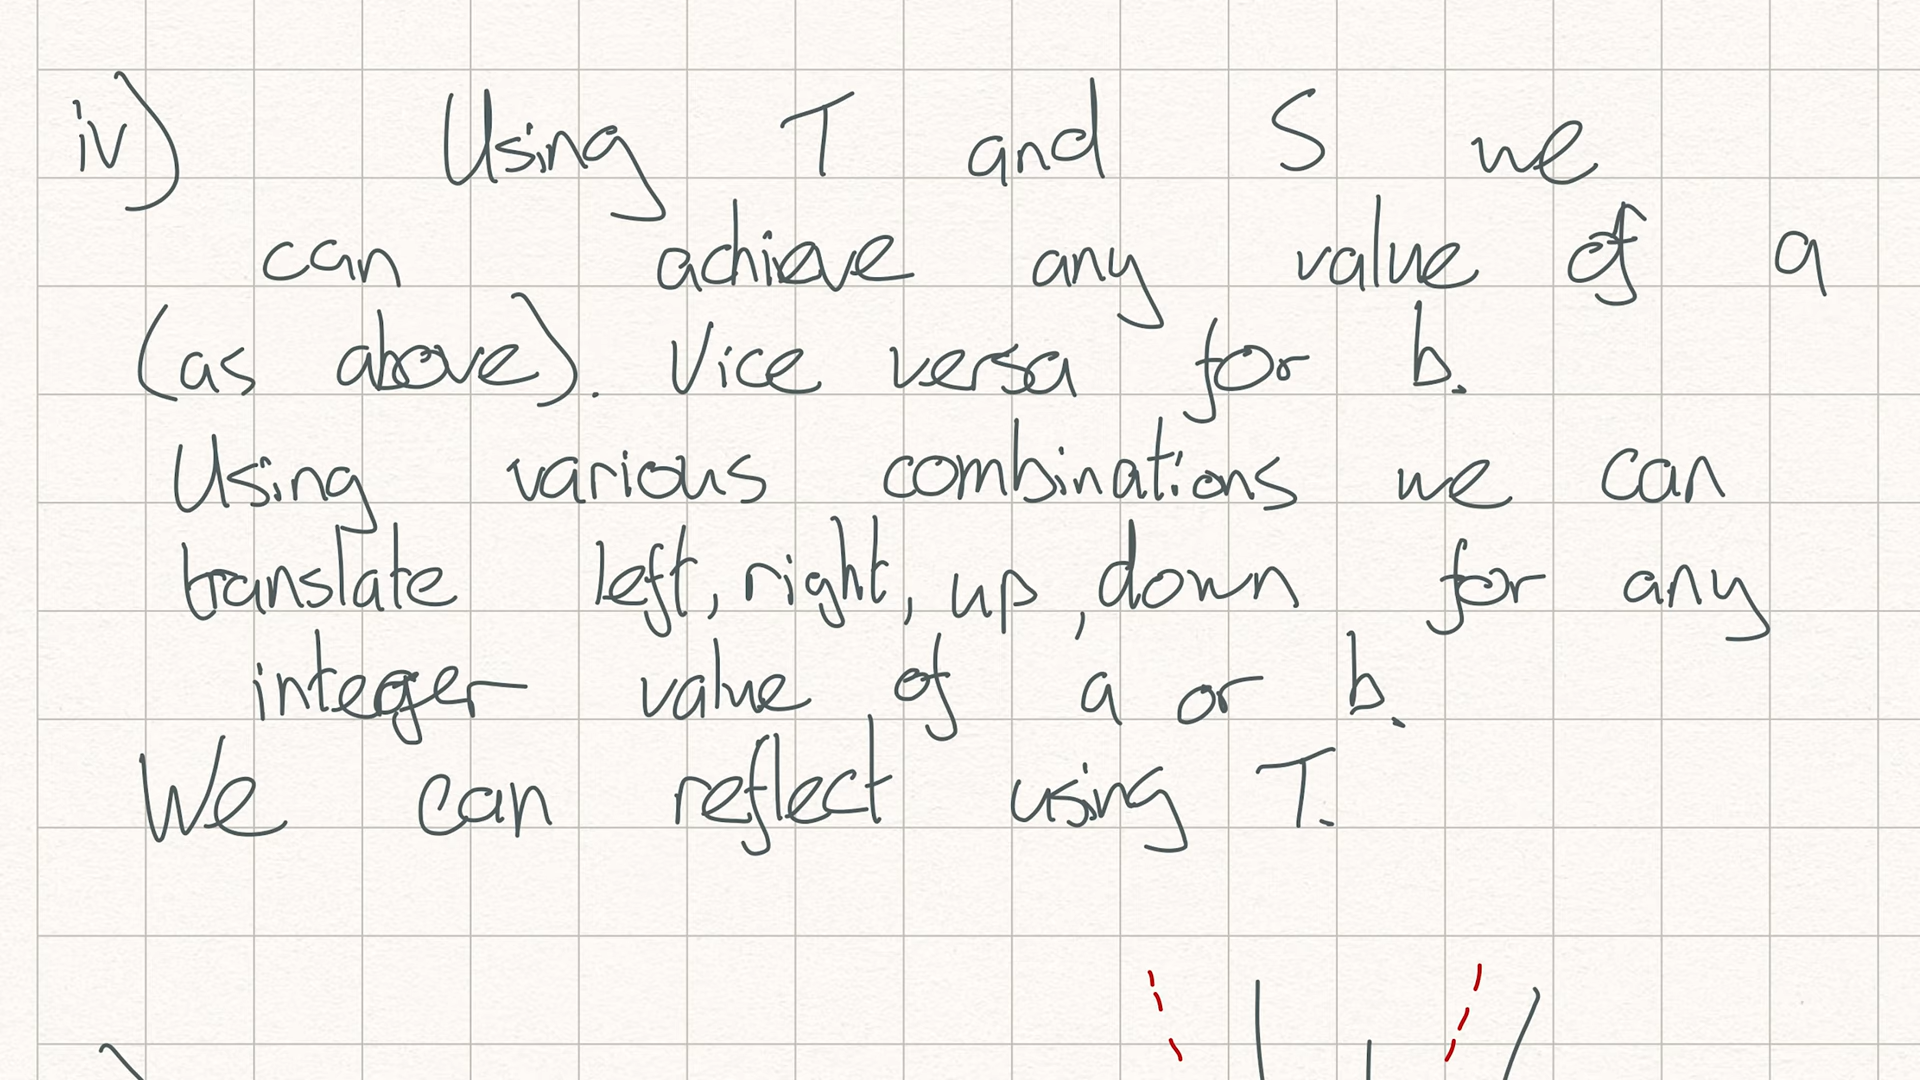 iv) Using T and S we
can achieve any value of a
(as above). Vice versa for b.
Using various combinations we can
translate left, right, up, down for any
integer value of a or b.
We can reflect using T.